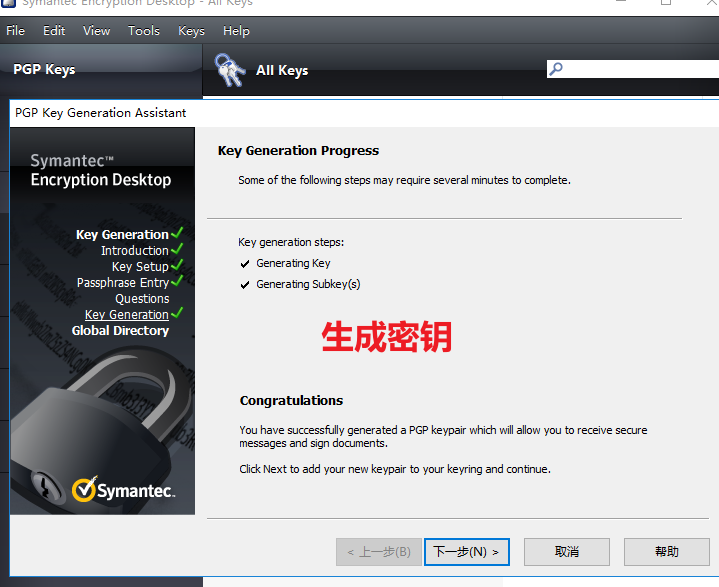 Symantec Encryption Desktop - All Keys
File Edit View Tools Keys Help
PGP Keys
All Keys
PGP Key Generation Assistant
Symantec™
Encryption Desktop
Key Generation
Introduction
Key Setup
Passphrase Entry
Questions
Key Generation
Global Directory
Symantec.
Key Generation Progress
Some of the following steps may require several minutes to complete.
Key generation steps:
Generating Key
Generating Subkey(s)
生成密钥
Congratulations
You have successfully generated a PGP keypair which will allow you to receive secure
messages and sign documents.
Click Next to add your new keypair to your keyring and continue.
< 上一步(B) 下一步(N) > 取消 帮助